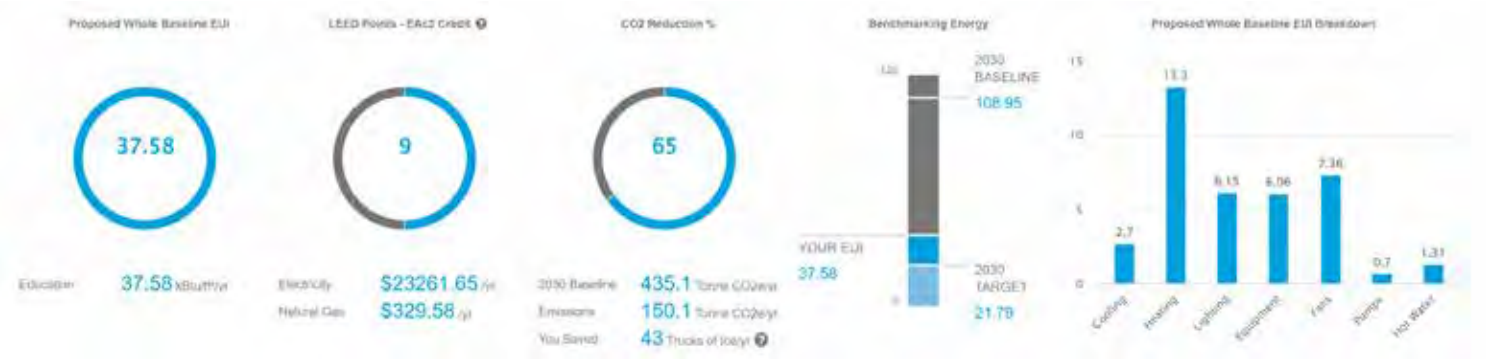 Proposed Whole Baseline EUI
37.58
Education 37.58 kBtu/ft²/yr
LEED Points - EAc2 Credit ?
9
Electricity $23261.65 /yr
Natural Gas $329.58 /yr
CO2 Reduction %
65
2030 Baseline 435.1 Tonne CO2e/yr
Emissions 150.1 Tonne CO2e/yr
You Saved 43 Trucks of Ice/yr ?
Benchmarking Energy
120
2030
BASELINE
108.95
YOUR EUI
37.58
2030
TARGET
21.79
0
Proposed Whole Baseline EUI Breakdown
15
10
5
0
2.7
13.3
6.15
6.06
7.36
0.7
1.31
Cooling
Heating
Lighting
Equipment
Fans
Pumps
Hot Water